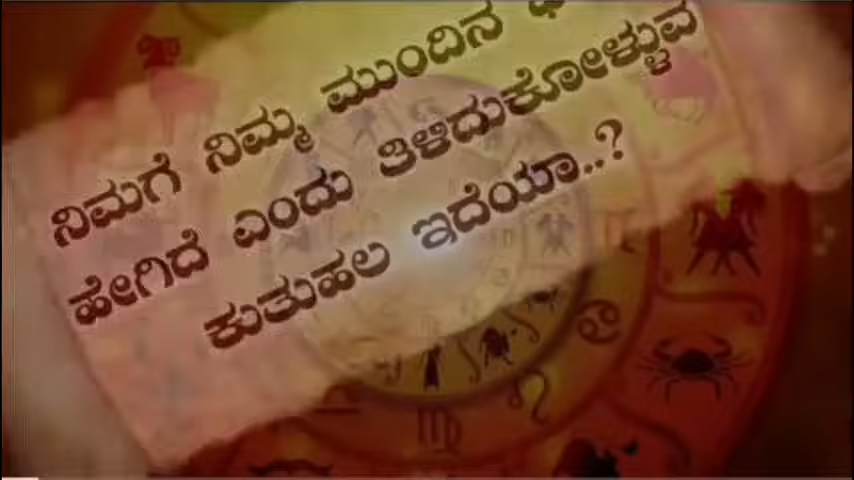 ನಿಮಗೆ ನಿಮ್ಮ ಮುಂದಿನ
ಹೇಗಿದೆ ಎಂದು ತಿಳಿದುಕೋಳ್ಳುವ
ಕುತುಹಲ ಇದೆಯಾ..?